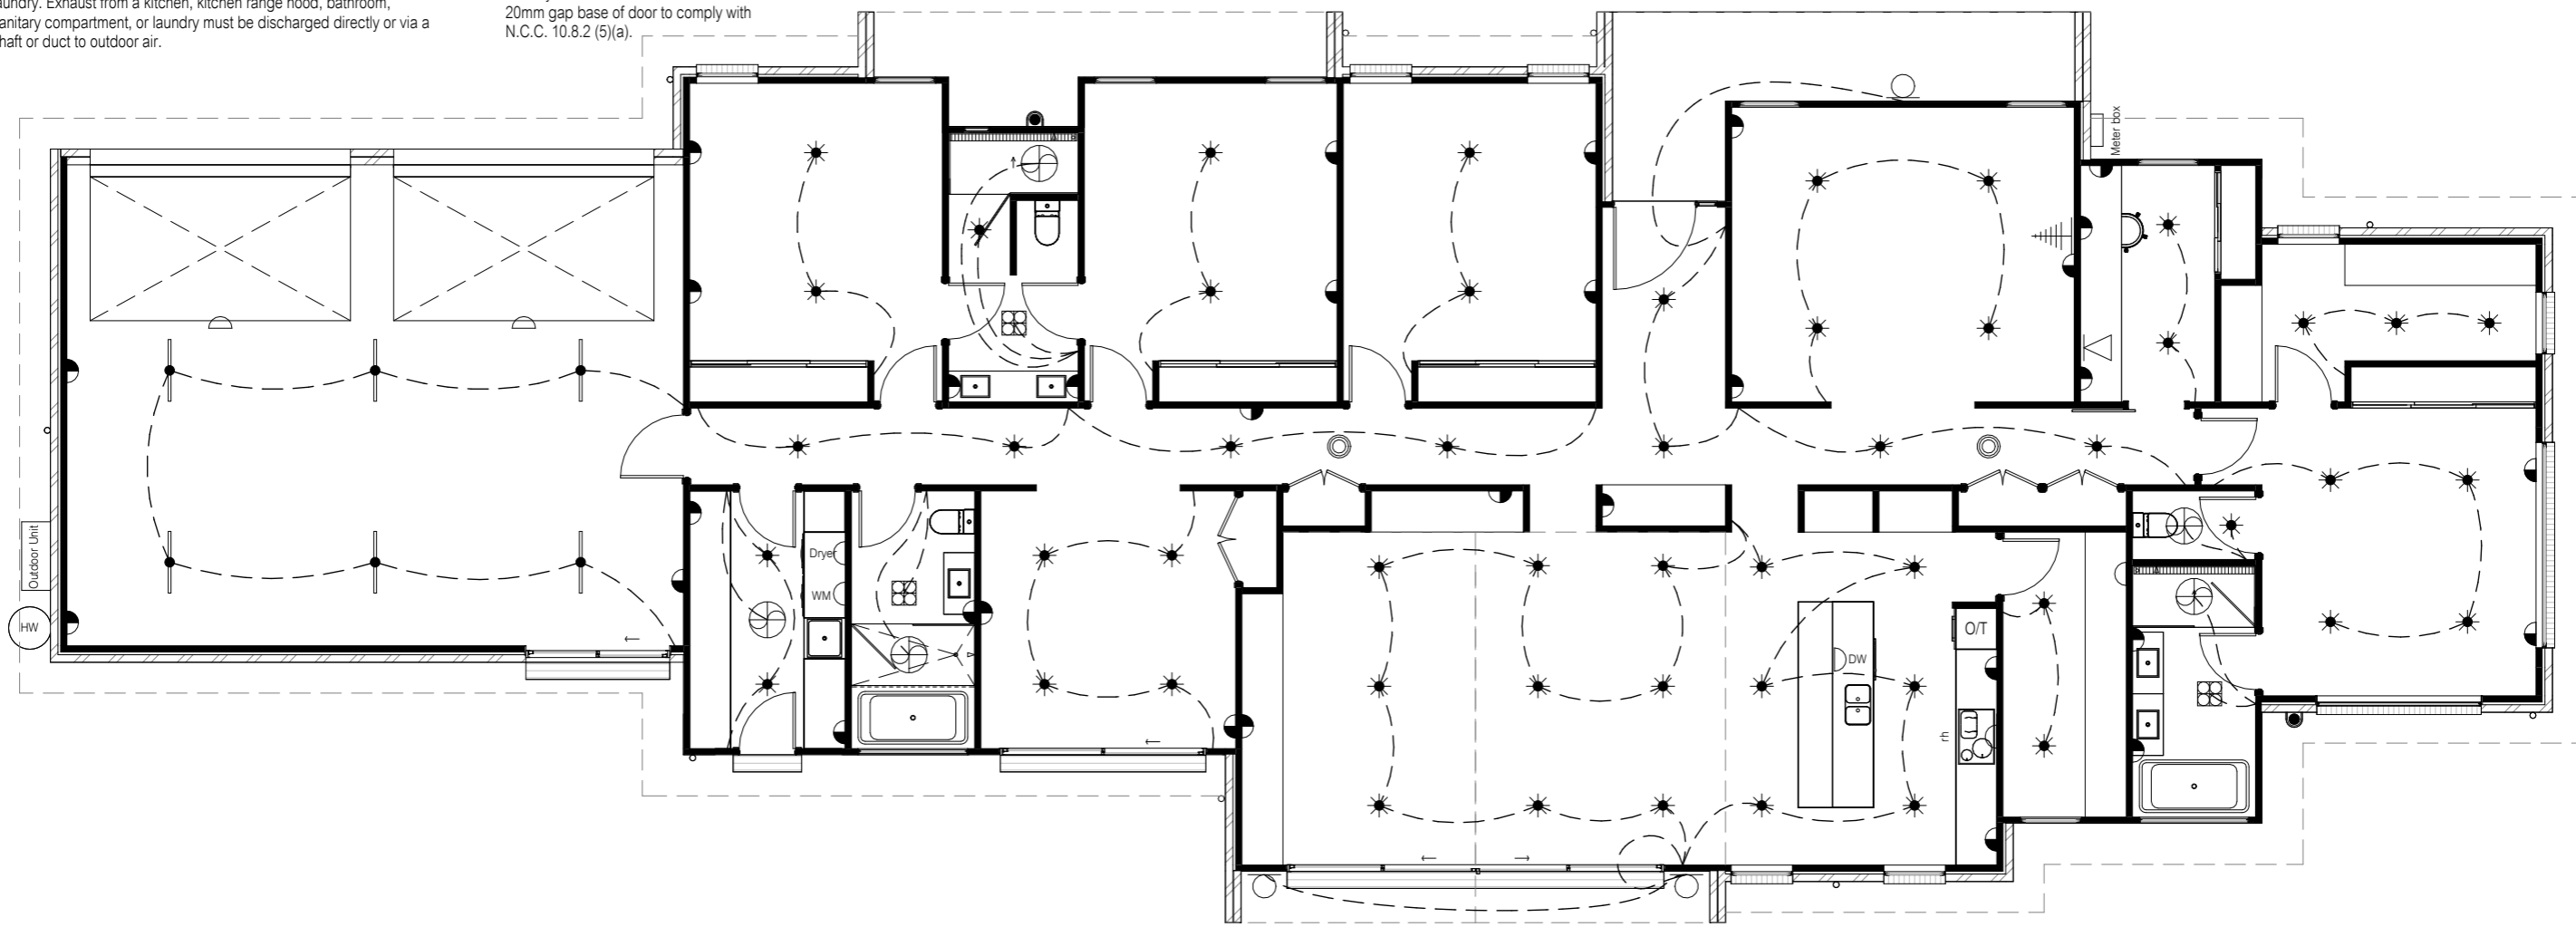 aundry. Exhaust from a kitchen, kitchen range hood, bathroom,
anitary compartment, or laundry must be discharged directly or via a
haft or duct to outdoor air.
20mm gap base of door to comply with
N.C.C. 10.8.2 (5)(a).
Meter box
Outdoor Unit
HW
Dryer
WM
DW
O/T
rh